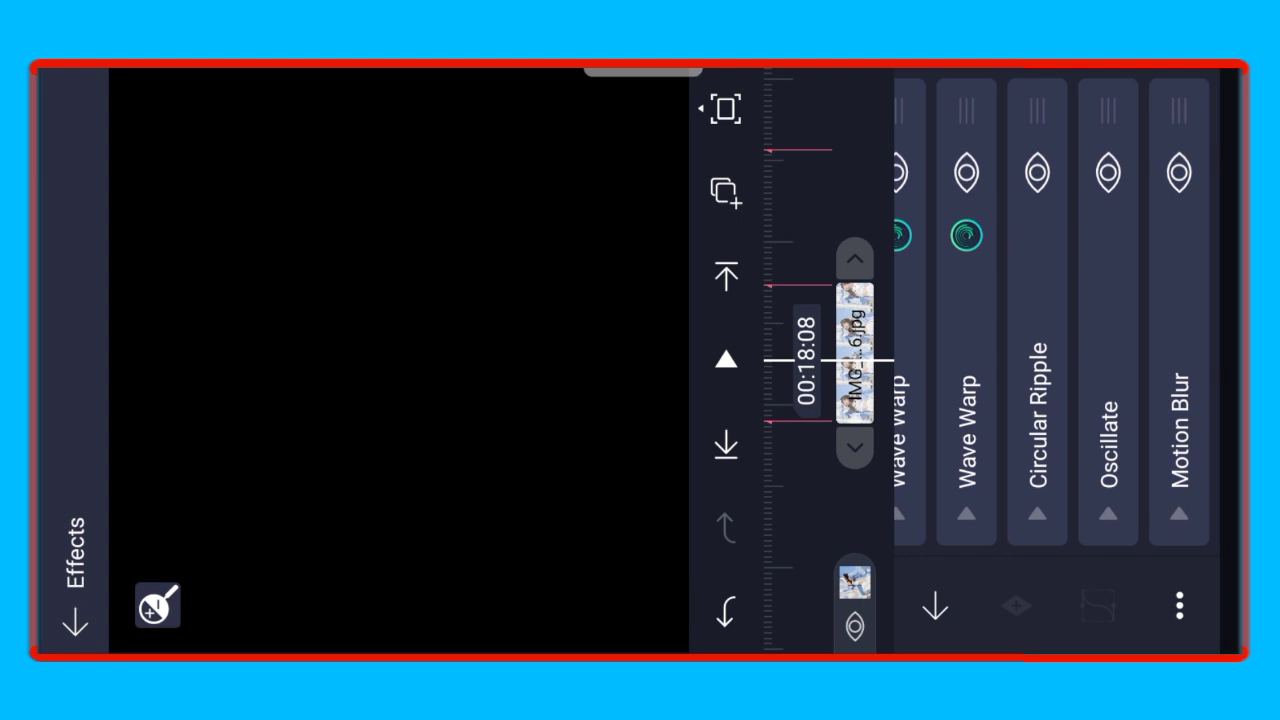 Effects
00:18:08
IMG_...6.jpg
Wave Warp
Wave Warp
Circular Ripple
Oscillate
Motion Blur